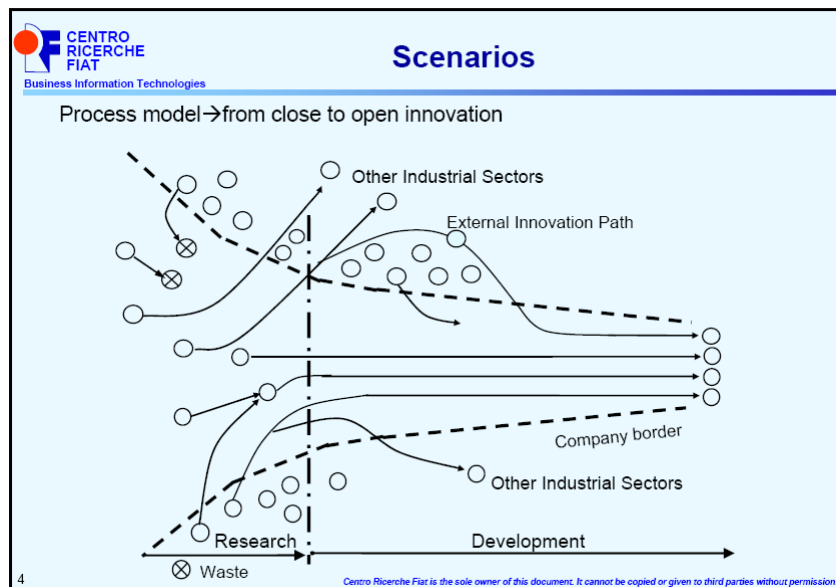 CENTRO
RICERCHE
FIAT
Business Information Technologies
Scenarios
Process model→from close to open innovation
Other Industrial Sectors
External Innovation Path
Company border
Other Industrial Sectors
Research
Development
Waste
4
Centro Ricerche Fiat is the sole owner of this document. It cannot be copied or given to third parties without permission